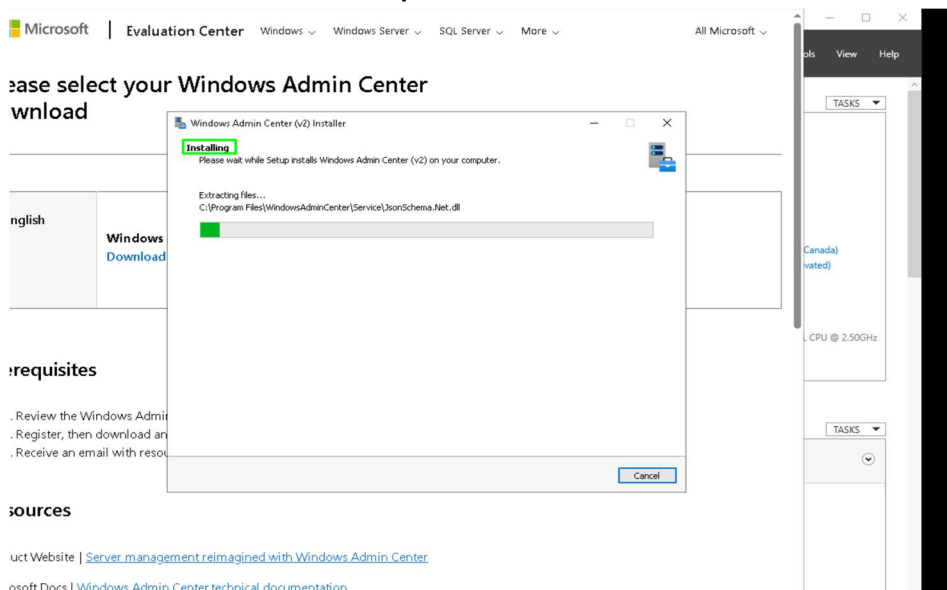 Microsoft | Evaluation Center Windows Windows Server SQL Server More All Microsoft
ols View Help
ease select your Windows Admin Center
wnload
TASKS
Windows Admin Center (v2) Installer
Installing
Please wait while Setup installs Windows Admin Center (v2) on your computer.
Extracting files...
C:\Program Files\WindowsAdminCenter\Service\JsonSchema.Net.dll
nglish
Windows
Download
Canada)
vated)
CPU @ 2.50GHz
erequisites
. Review the Windows Admi
. Register, then download an
. Receive an email with resou
TASKS
Cancel
sources
uct Website | Server management reimagined with Windows Admin Center
osoft Docs | Windows Admin Center technical documentation